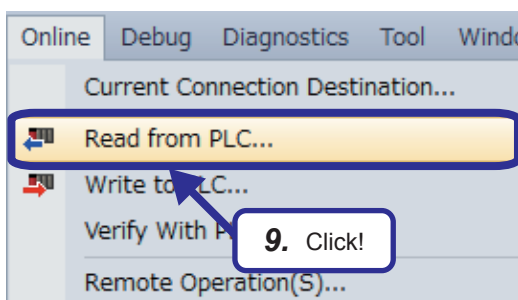 Online Debug Diagnostics Tool
Current Connection Destination...
Read from PLC...
Write to LC...
Verify With
9. Click!
Remote Operation(S)...